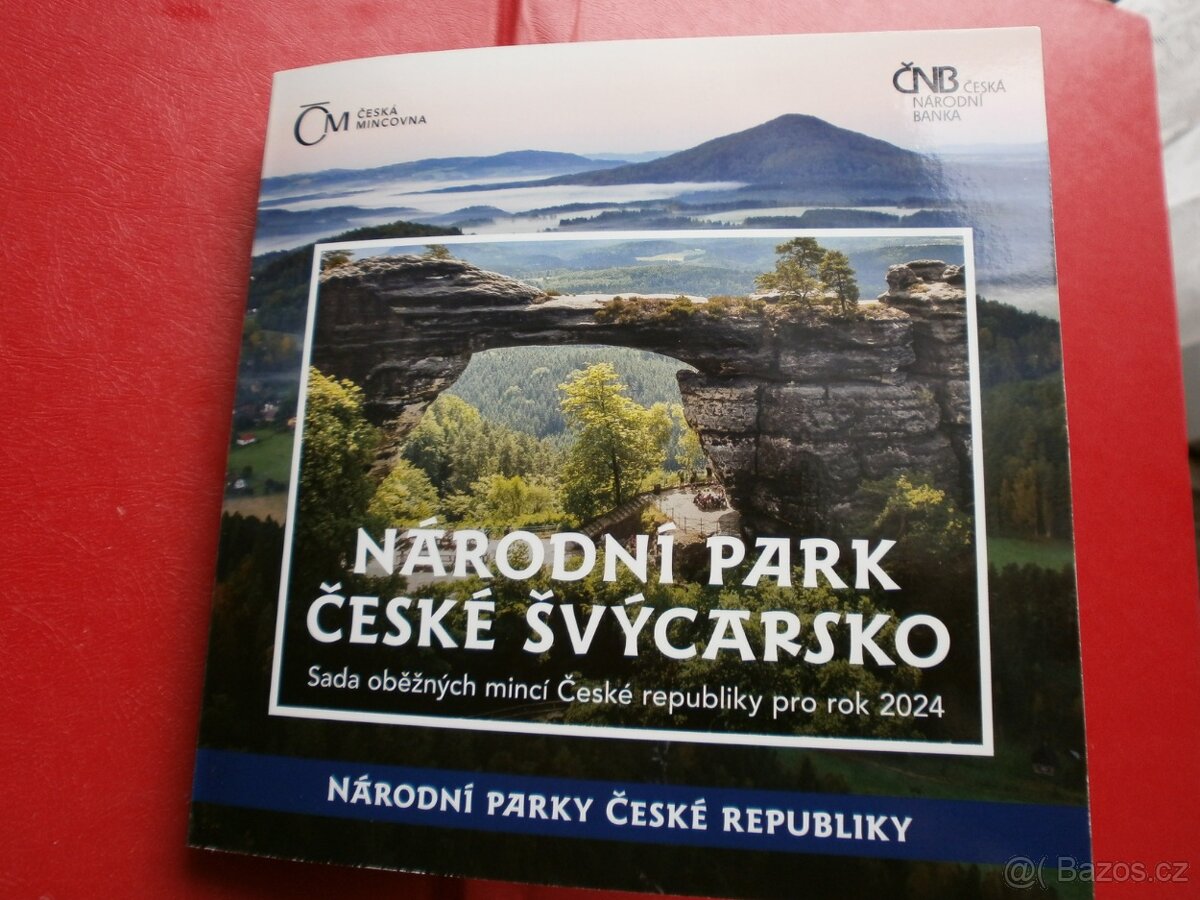 ČM ČESKÁ
MINCOVNA
ČNB ČESKÁ
NÁRODNÍ
BANKA
NÁRODNÍ PARK
ČESKÉ ŠVÝCARSKO
Sada oběžných mincí České republiky pro rok 2024
NÁRODNÍ PARKY ČESKÉ REPUBLIKY
@( Bazos.cz